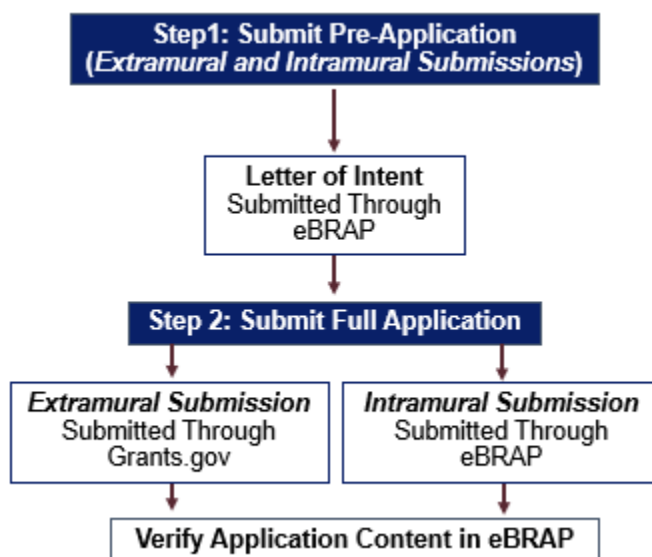 Step1: Submit Pre-Application
(Extramural and Intramural Submissions)
Letter of Intent
Submitted Through
eBRAP
Step 2: Submit Full Application
Extramural Submission
Submitted Through
Grants.gov
Intramural Submission
Submitted Through
eBRAP
Verify Application Content in eBRAP